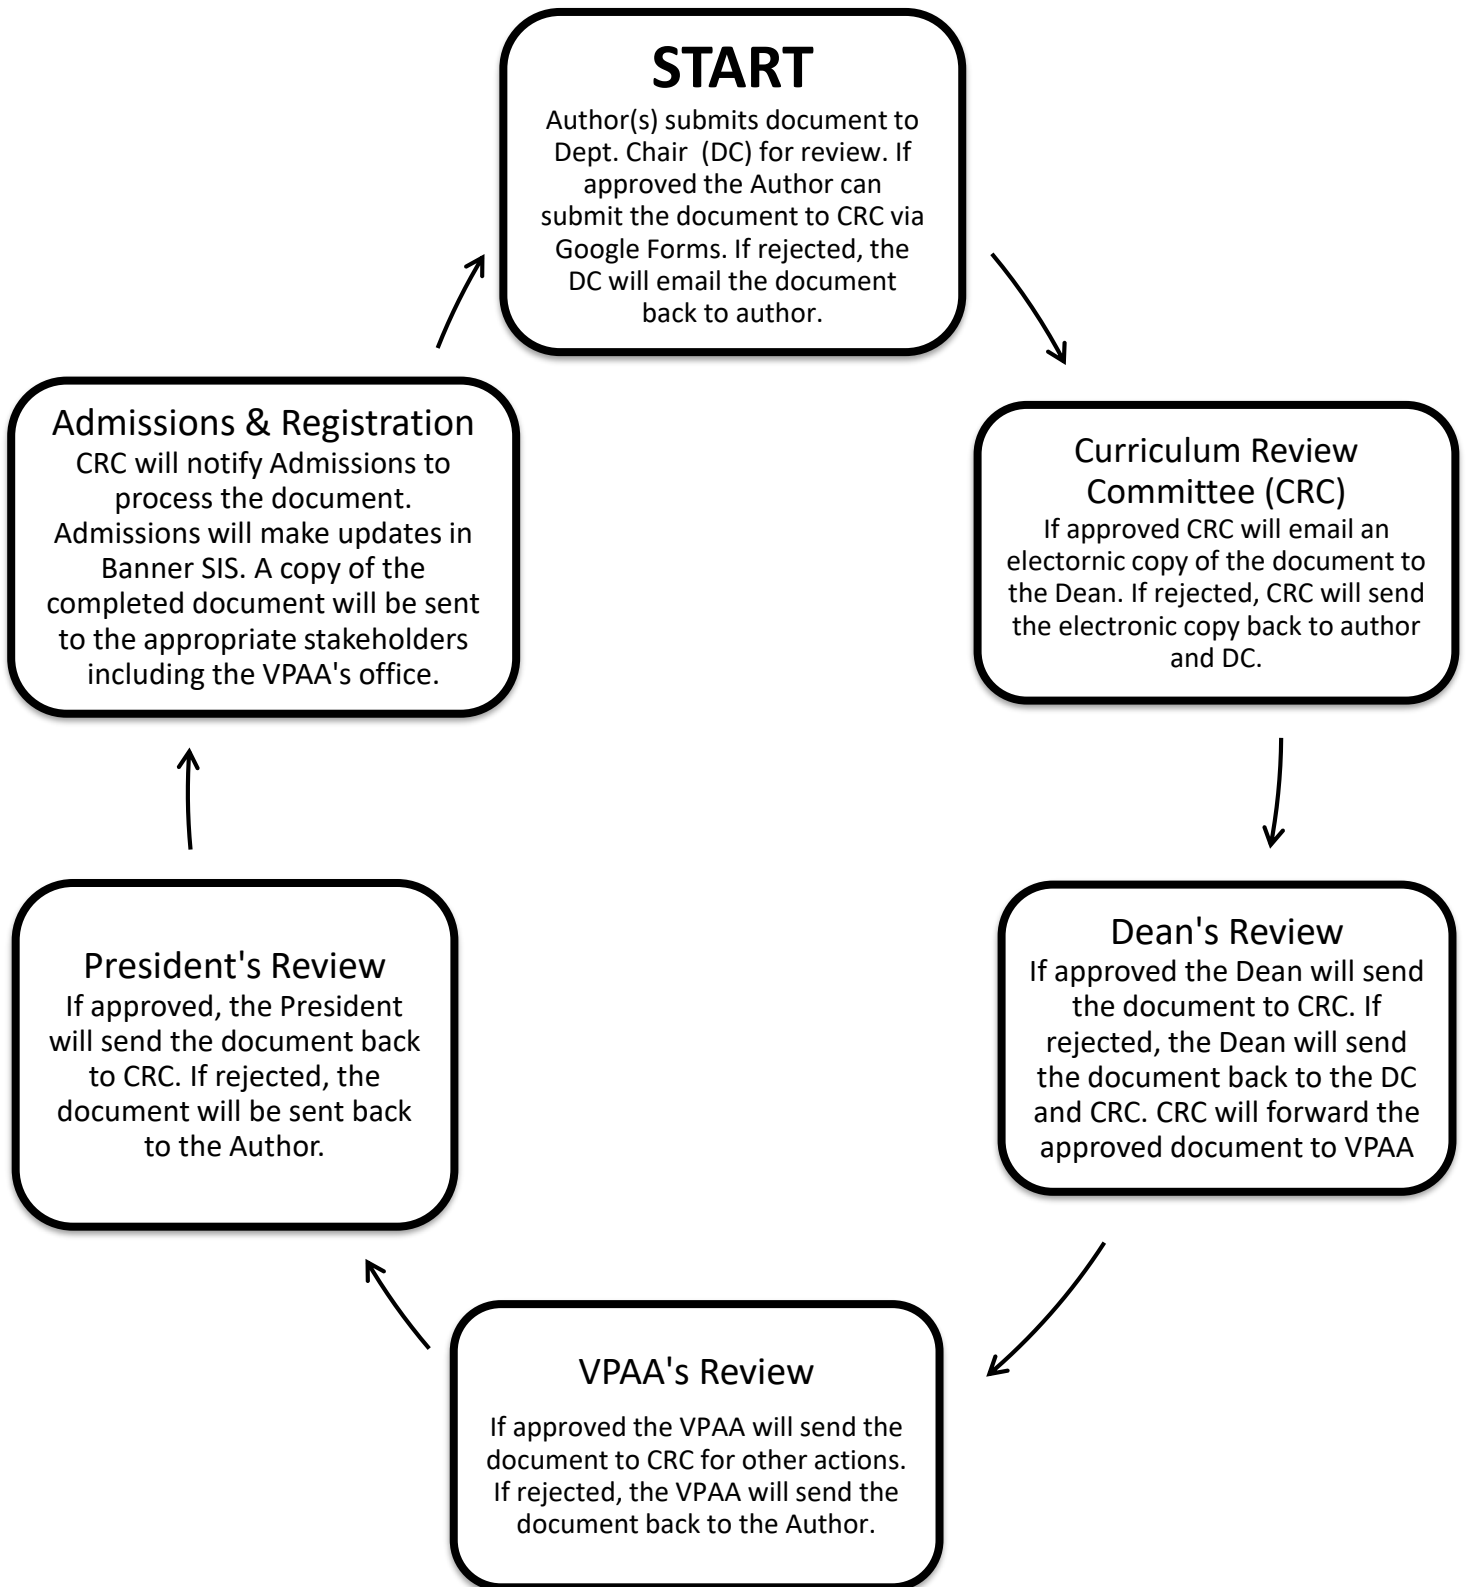 START
Author(s) submits document to
Dept. Chair  (DC) for review. If
approved the Author can
submit the document to CRC via
Google Forms. If rejected, the
DC will email the document
back to author.
Curriculum Review
Committee (CRC)
If approved CRC will email an
electornic copy of the document to
the Dean. If rejected, CRC will send
the electronic copy back to author
and DC.
Dean's Review
If approved the Dean will send
the document to CRC. If
rejected, the Dean will send
the document back to the DC
and CRC. CRC will forward the
approved document to VPAA
VPAA's Review
If approved the VPAA will send the
document to CRC for other actions.
If rejected, the VPAA will send the
document back to the Author.
President's Review
If approved, the President
will send the document back
to CRC. If rejected, the
document will be sent back
to the Author.
Admissions & Registration
CRC will notify Admissions to
process the document.
Admissions will make updates in
Banner SIS. A copy of the
completed document will be sent
to the appropriate stakeholders
including the VPAA's office.